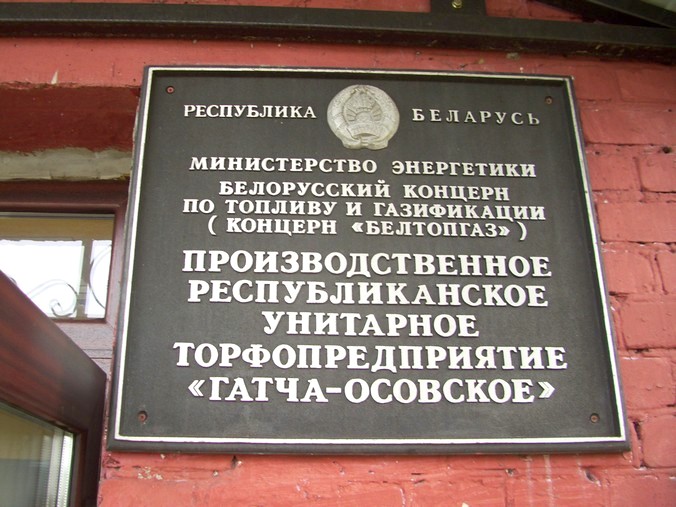 РЕСПУБЛИКА БЕЛАРУСЬ
МИНИСТЕРСТВО ЭНЕРГЕТИКИ
БЕЛОРУССКИЙ КОНЦЕРН
ПО ТОПЛИВУ И ГАЗИФИКАЦИИ
( КОНЦЕРН «БЕЛТОПГАЗ» )
ПРОИЗВОДСТВЕННОЕ
РЕСПУБЛИКАНСКОЕ
УНИТАРНОЕ
ТОРФОПРЕДПРИЯТИЕ
«ГАТЧА-ОСОВСКОЕ»